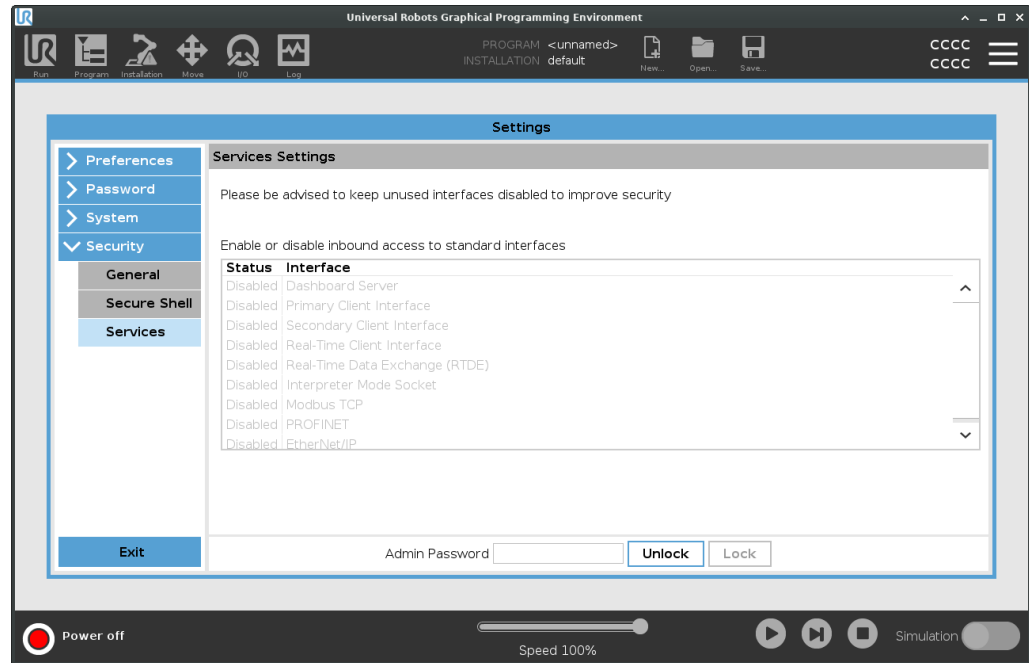 UR
Universal Robots Graphical Programming Environment
UR
Run
Program
Installation
Move
I/O
Log
PROGRAM <unnamed>
INSTALLATION default
New...
Open...
Save...
CCCC
CCCC
Settings
Preferences
Password
System
Security
General
Secure Shell
Services
Exit
Services Settings
Please be advised to keep unused interfaces disabled to improve security
Enable or disable inbound access to standard interfaces
Status Interface
Disabled Dashboard Server
Disabled Primary Client Interface
Disabled Secondary Client Interface
Disabled Real-Time Client Interface
Disabled Real-Time Data Exchange (RTDE)
Disabled Interpreter Mode Socket
Disabled Modbus TCP
Disabled PROFINET
Disabled EtherNet/IP
Admin Password Unlock Lock
Power off
Speed 100%
Simulation